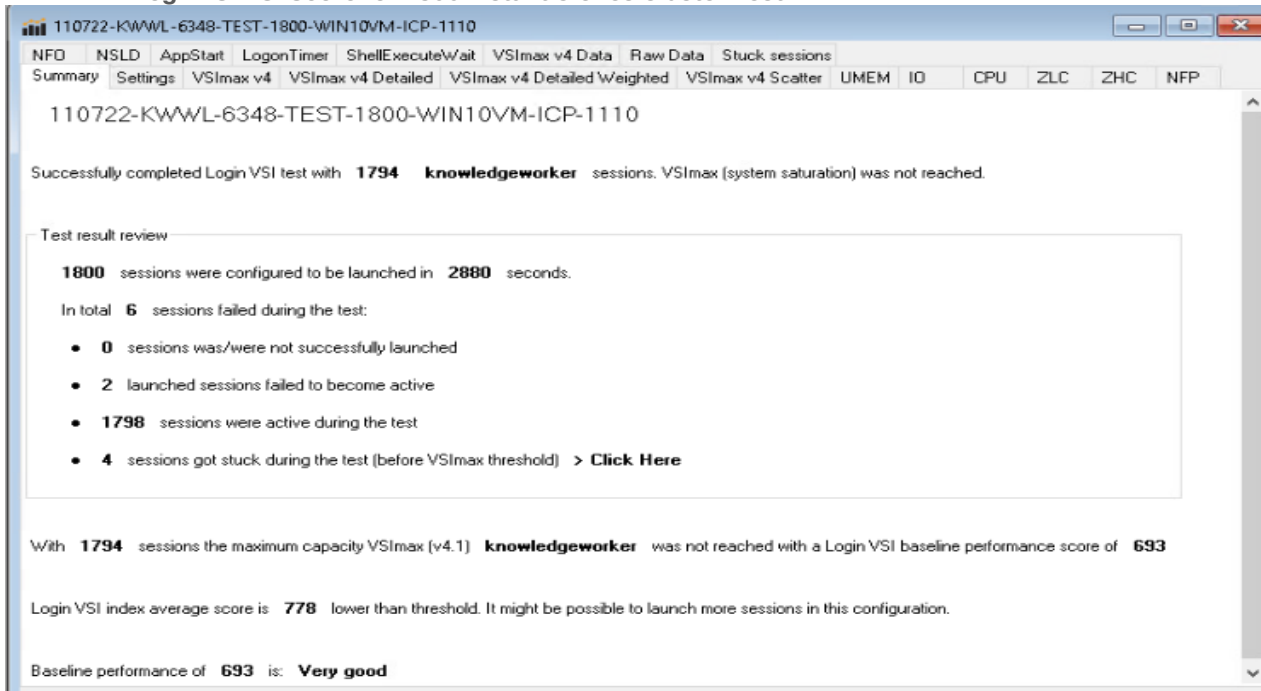 110722-KWWL-6348-TEST-1800-WIN10VM-ICP-1110
NFO NSLD AppStart LogonTimer ShellExecuteWait VSImax v4 Data Raw Data Stuck sessions
Summary Settings VSImax v4 VSImax v4 Detailed VSImax v4 Detailed Weighted VSImax v4 Scatter UMEM IO CPU ZLC ZHC NFP
110722-KWWL-6348-TEST-1800-WIN10VM-ICP-1110
Successfully completed Login VSI test with 1794 knowledgeworker sessions. VSImax (system saturation) was not reached.
Test result review
1800 sessions were configured to be launched in 2880 seconds.
In total 6 sessions failed during the test:
• 0 sessions was/were not successfully launched
• 2 launched sessions failed to become active
• 1798 sessions were active during the test
• 4 sessions got stuck during the test (before VSImax threshold) > Click Here
With 1794 sessions the maximum capacity VSImax (v4.1) knowledgeworker was not reached with a Login VSI baseline performance score of 693
Login VSI index average score is 778 lower than threshold. It might be possible to launch more sessions in this configuration.
Baseline performance of 693 is: Very good